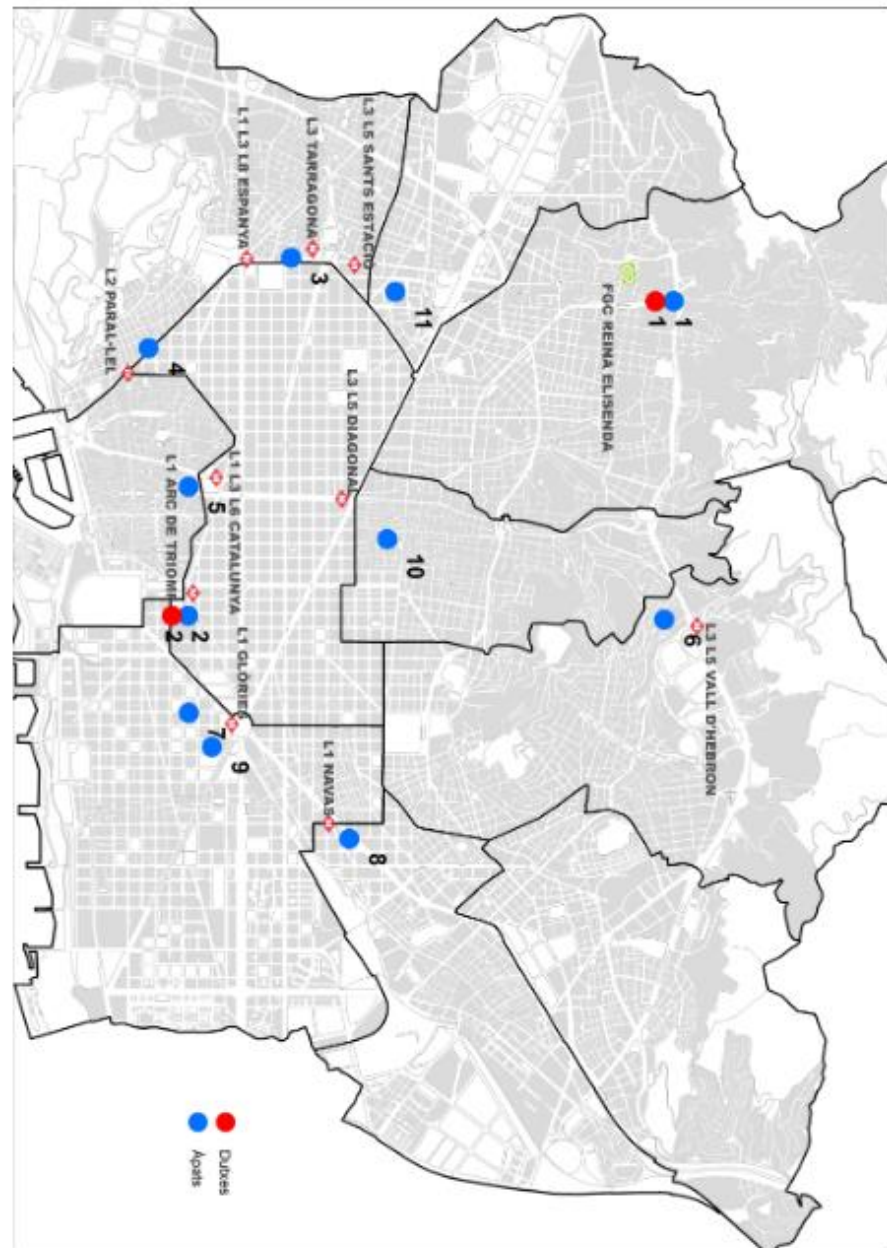 FGC REINA ELISENDA
1
1
L3 L5 VALL D'HEBRON
6
11
10
L3 L5 SANTS ESTACIÓ
L3 TARRAGONA
3
L1 L3 L8 ESPANYA
L3 L5 DIAGONAL
L1 NAVAS
8
L2 PARAL·LEL
4
L1 L3 L6 CATALUNYA
5
L1 ARC DE TRIOMF
2
2
L1 GLÒRIES
7
9
Dutxes
Àpats